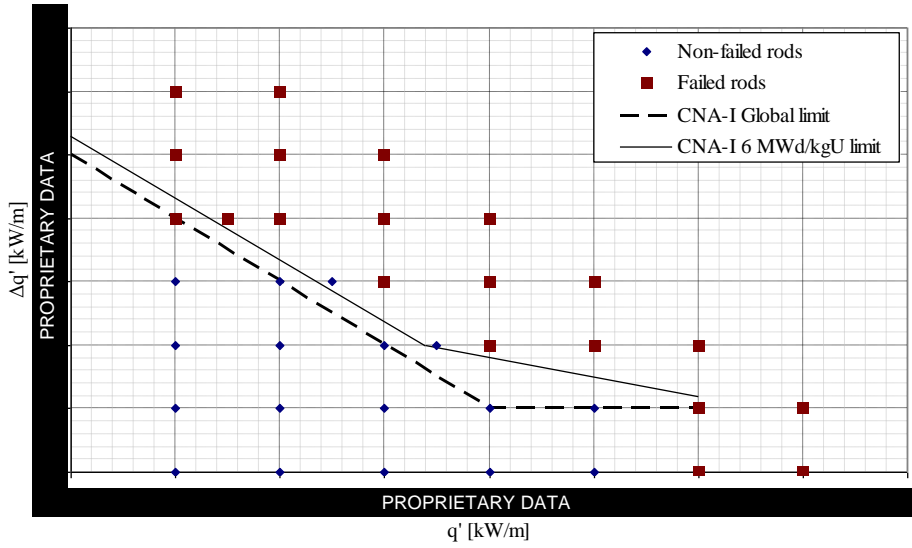 Non-failed rods
Failed rods
CNA-I Global limit
CNA-I 6 MWd/kgU limit
Δq' [kW/m]
PROPRIETARY DATA
PROPRIETARY DATA
q' [kW/m]